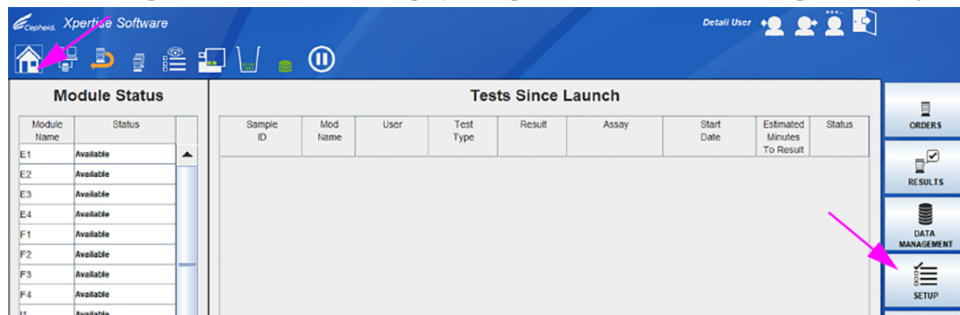 Cepheid. Xpertise Software
Detail User
Module Status
Module Name
Status
E1 Available
E2 Available
E3 Available
E4 Available
F1 Available
F2 Available
F3 Available
F4 Available
Available
Tests Since Launch
Sample ID
Mod Name
User
Test Type
Result
Assay
Start Date
Estimated Minutes To Result
Status
ORDERS
RESULTS
DATA MANAGEMENT
SETUP